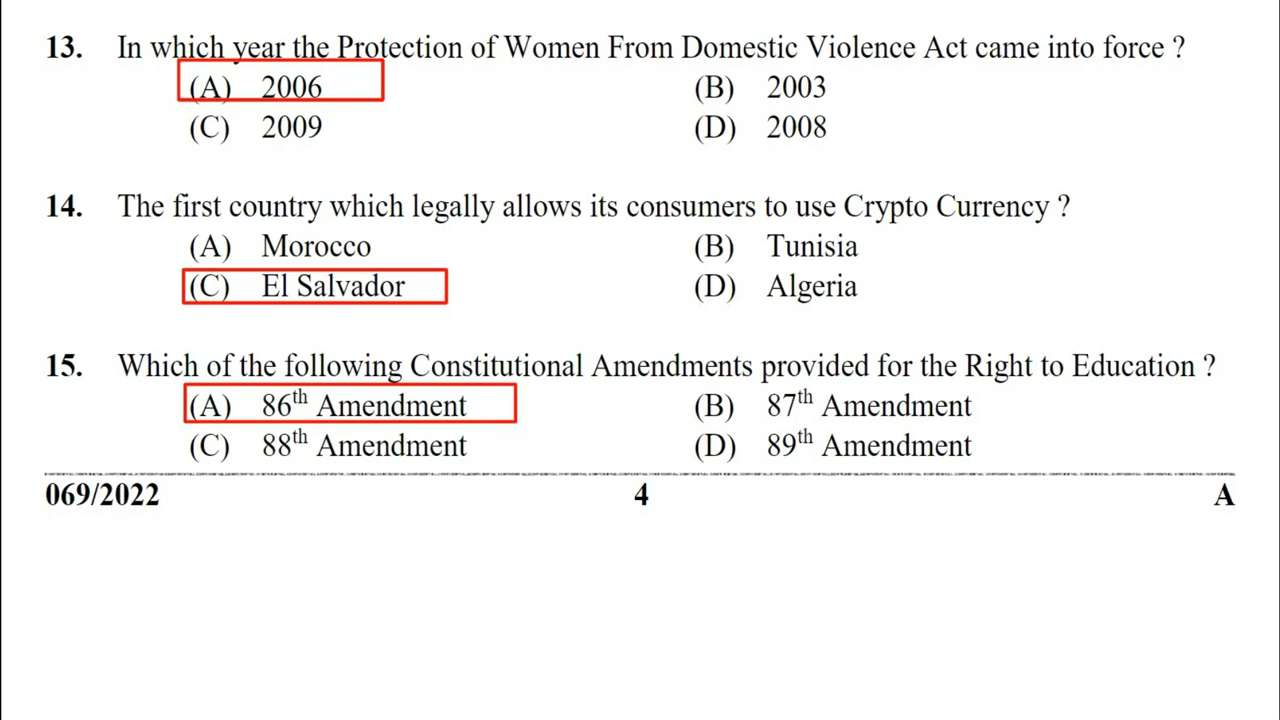 13. In which year the Protection of Women From Domestic Violence Act came into force ?
(A) 2006 (B) 2003
(C) 2009 (D) 2008
14. The first country which legally allows its consumers to use Crypto Currency ?
(A) Morocco (B) Tunisia
(C) El Salvador (D) Algeria
15. Which of the following Constitutional Amendments provided for the Right to Education ?
(A) 86th Amendment (B) 87th Amendment
(C) 88th Amendment (D) 89th Amendment
069/2022 4 A